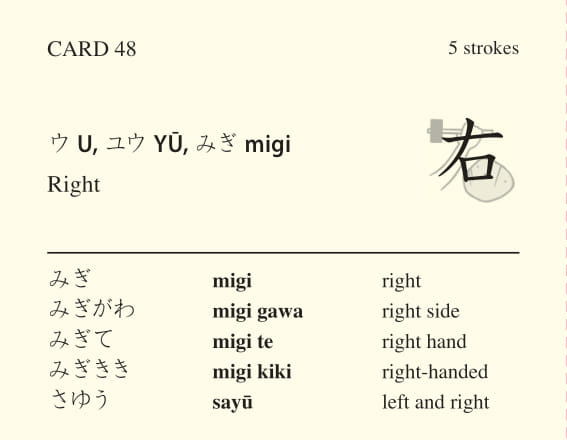 CARD 48 5 strokes
ウ U, ユウ YŪ, みぎ migi
右
Right
みぎ migi right
みぎがわ migi gawa right side
みぎて migi te right hand
みぎきき migi kiki right-handed
さゆう sayū left and right